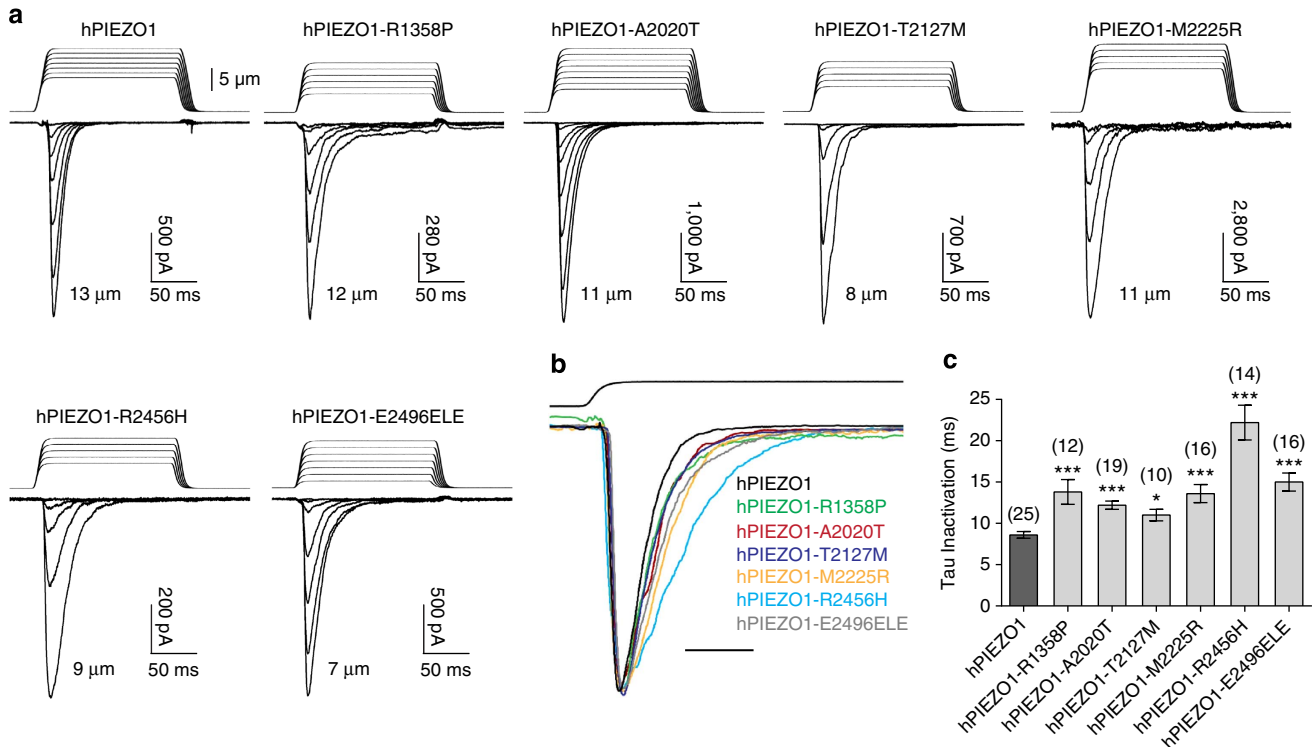 a
hPIEZO1
hPIEZO1-R1358P
hPIEZO1-A2020T
hPIEZO1-T2127M
hPIEZO1-M2225R
5 µm
500 pA
50 ms
13 µm
280 pA
50 ms
12 µm
1,000 pA
50 ms
11 µm
700 pA
50 ms
8 µm
2,800 pA
50 ms
11 µm
hPIEZO1-R2456H
hPIEZO1-E2496ELE
200 pA
50 ms
9 µm
500 pA
50 ms
7 µm
b
hPIEZO1
hPIEZO1-R1358P
hPIEZO1-A2020T
hPIEZO1-T2127M
hPIEZO1-M2225R
hPIEZO1-R2456H
hPIEZO1-E2496ELE
c
Tau Inactivation (ms)
25
20
15
10
5
0
(25)
(12)
***
(19)
***
(10)
*
(16)
***
(14)
***
(16)
***
hPIEZO1
hPIEZO1-R1358P
hPIEZO1-A2020T
hPIEZO1-T2127M
hPIEZO1-M2225R
hPIEZO1-R2456H
hPIEZO1-E2496ELE